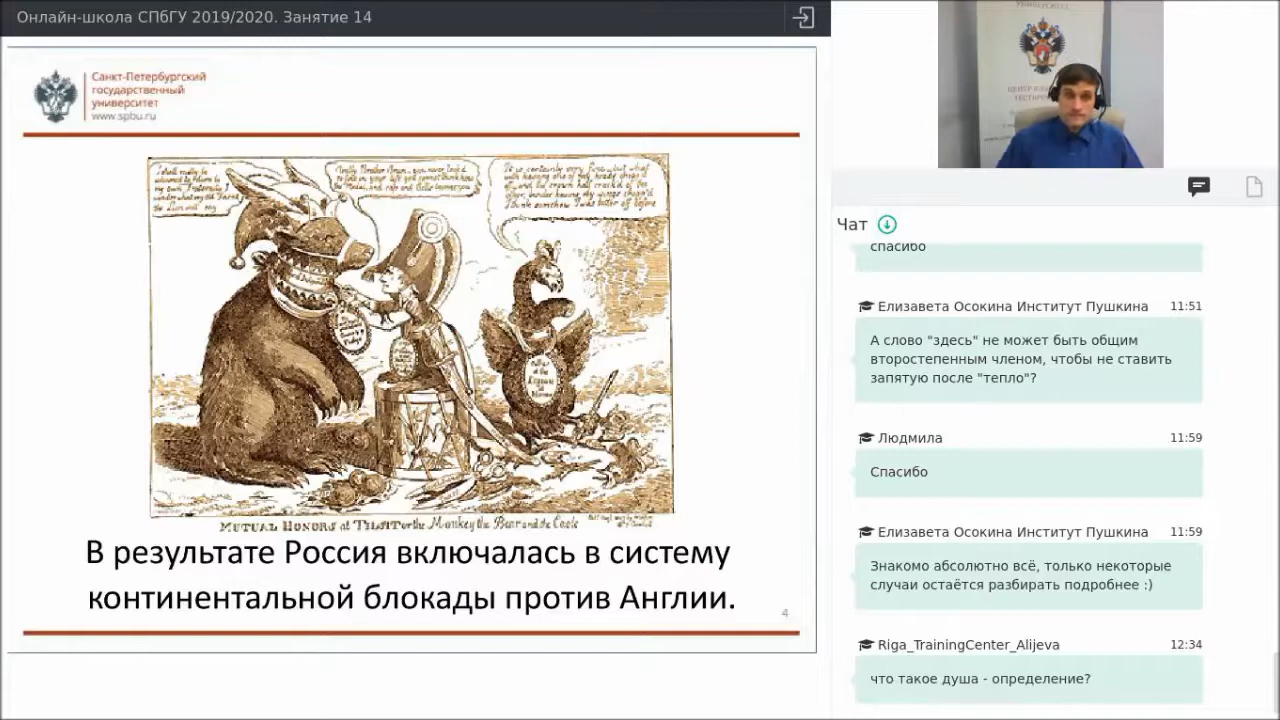 Онлайн-школа СПбГУ 2019/2020. Занятие 14
Санкт-Петербургский
государственный
университет
www.spbu.ru
MUTUAL HONORS at TILSIT or the Monkey the Bear and the Eagle
В результате Россия включалась в систему
континентальной блокады против Англии.
4
Чат
спасибо
Елизавета Осокина Институт Пушкина 11:51
А слово "здесь" не может быть общим
второстепенным членом, чтобы не ставить
запятую после "тепло"?
Людмила 11:59
Спасибо
Елизавета Осокина Институт Пушкина 11:59
Знакомо абсолютно всё, только некоторые
случаи остаётся разбирать подробнее :)
Riga_TrainingCenter_Alijeva 12:34
что такое душа - определение?